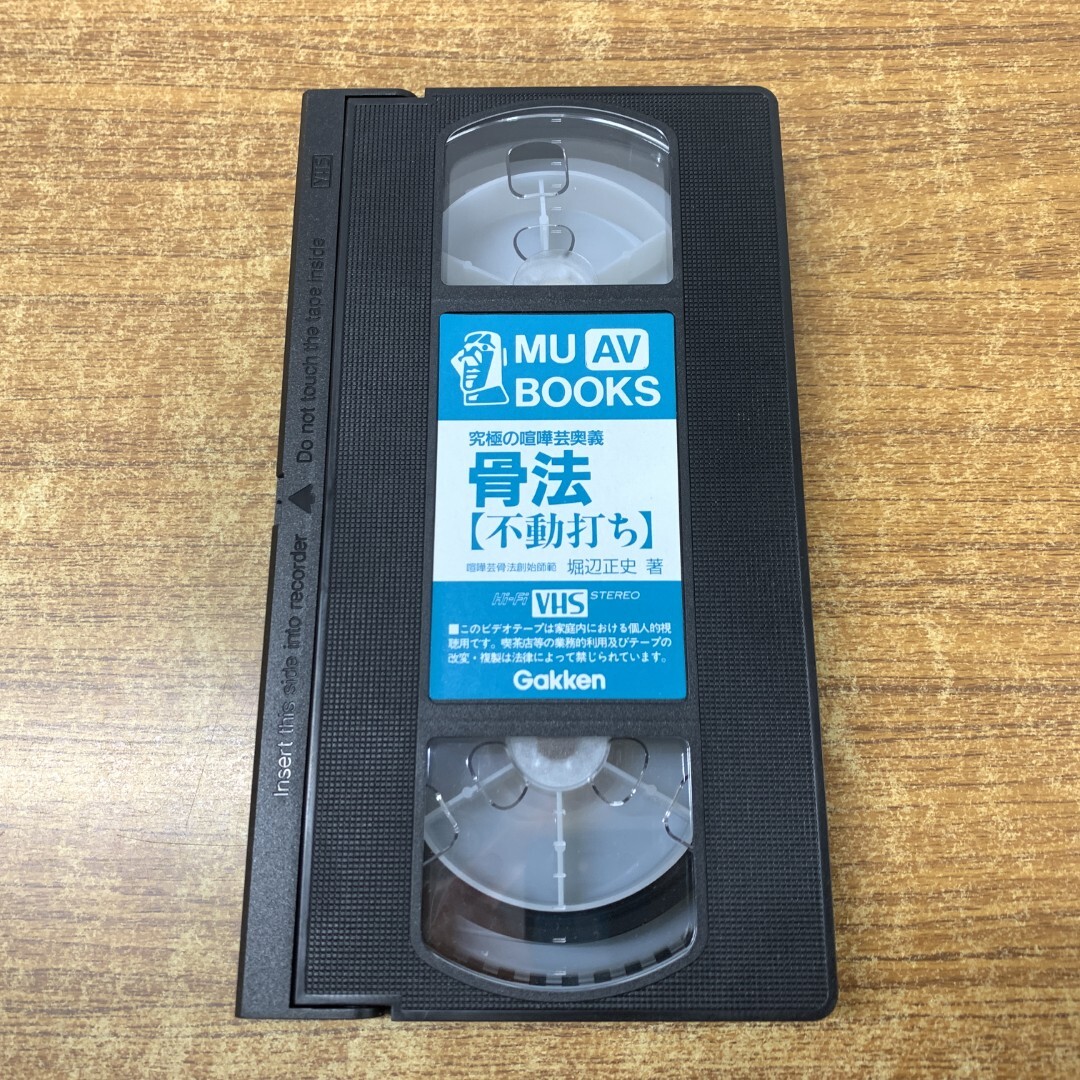 MU AV
BOOKS
究極の喧嘩芸奥義
骨法
【不動打ち】
喧嘩芸骨法創始師範 堀辺正史 著
Hi-Fi VHS STEREO
■このビデオテープは家庭内における個人的視
聴用です。喫茶店等の業務的利用及びテープの
改変・複製は法律によって禁じられています。
Gakken
Insert this side into recorder ▲ Do not touch the tape inside
VHS